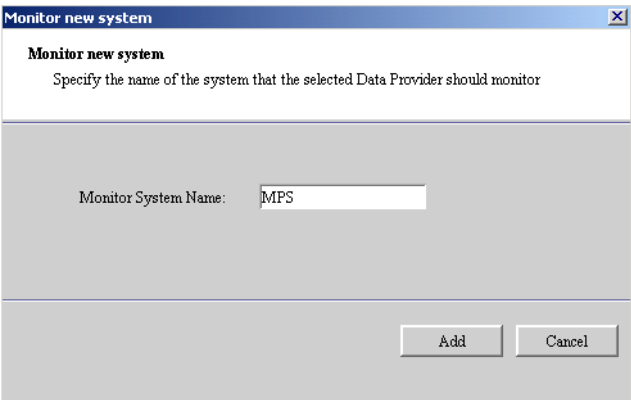 Monitor new system
Monitor new system
Specify the name of the system that the selected Data Provider should monitor
Monitor System Name: MPS
Add Cancel